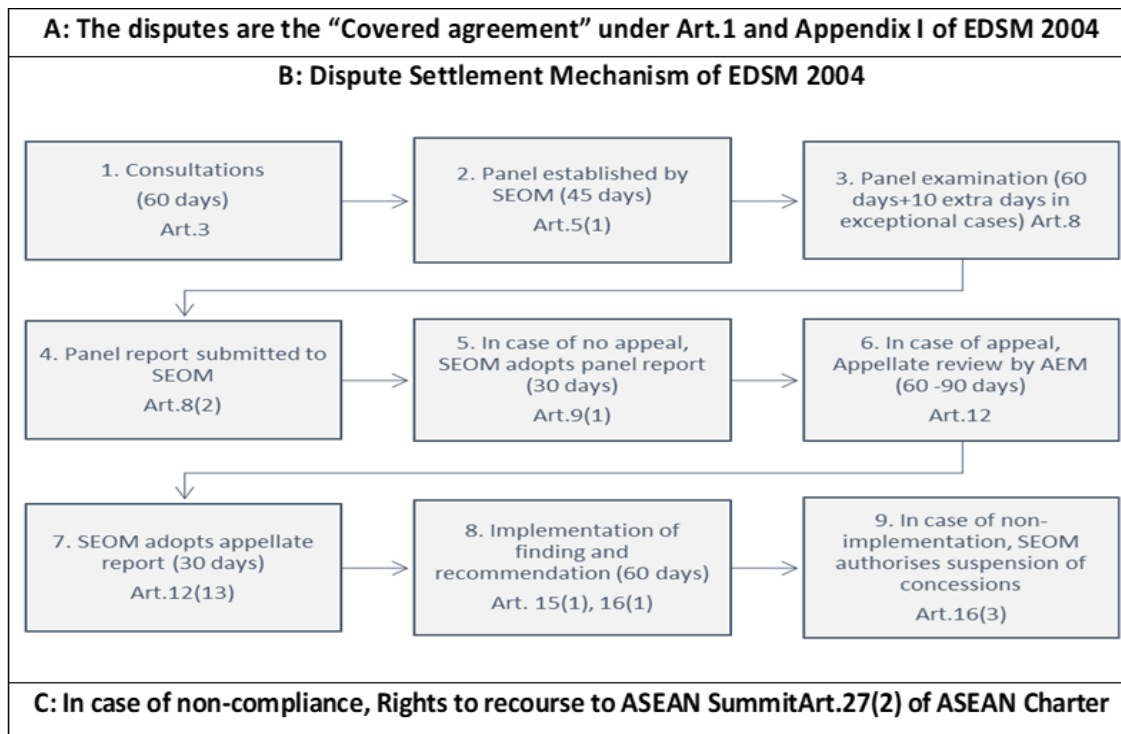 A: The disputes are the “Covered agreement” under Art.1 and Appendix I of EDSM 2004
B: Dispute Settlement Mechanism of EDSM 2004
1. Consultations
(60 days)
Art.3
2. Panel established by
SEOM (45 days)
Art.5(1)
3. Panel examination (60
days+10 extra days in
exceptional cases) Art.8
4. Panel report submitted to
SEOM
Art.8(2)
5. In case of no appeal,
SEOM adopts panel report
(30 days)
Art.9(1)
6. In case of appeal,
Appellate review by AEM
(60 -90 days)
Art.12
7. SEOM adopts appellate
report (30 days)
Art.12(13)
8. Implementation of
finding and
recommendation (60 days)
Art. 15(1), 16(1)
9. In case of non-
implementation, SEOM
authorises suspension of
concessions
Art.16(3)
C: In case of non-compliance, Rights to recourse to ASEAN SummitArt.27(2) of ASEAN Charter